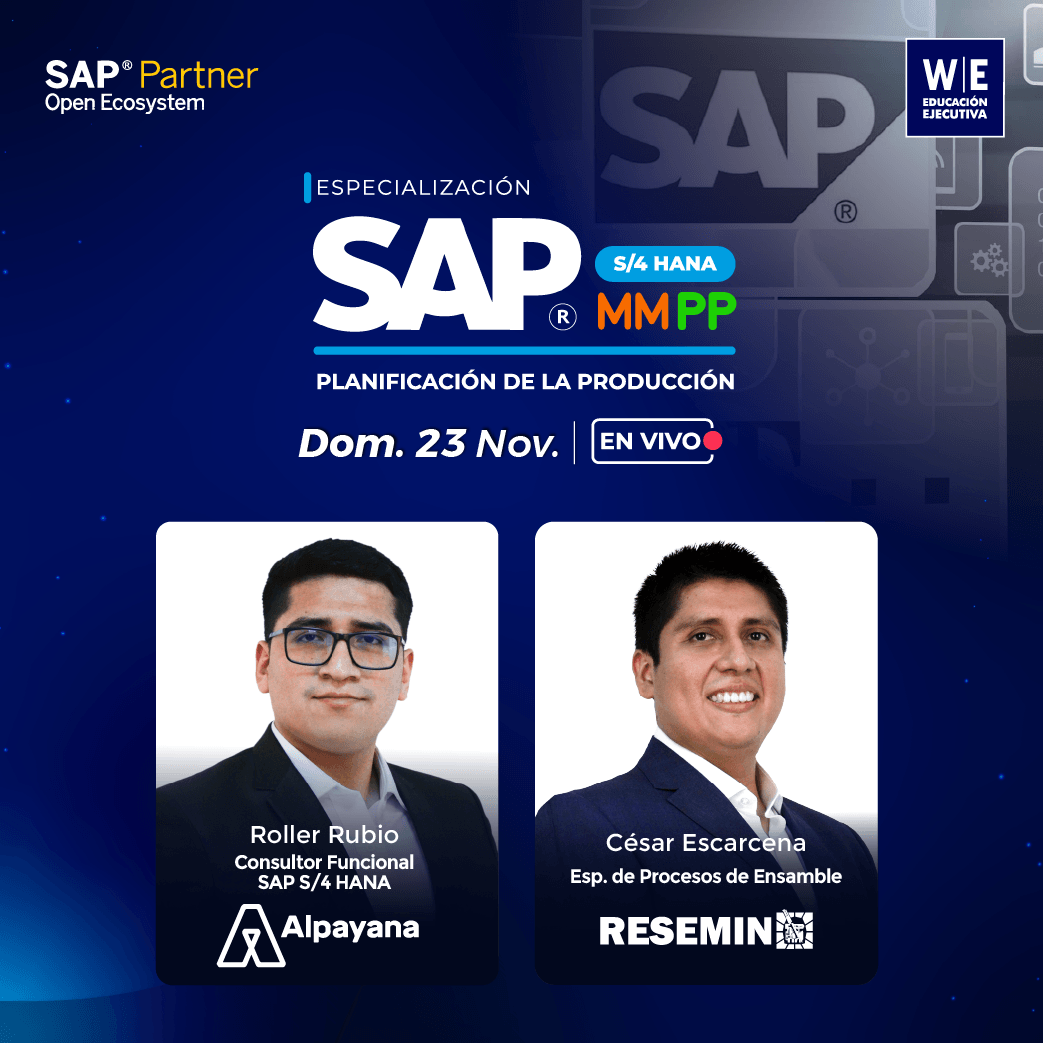 SAP® Partner
Open Ecosystem
W|E
EDUCACIÓN
EJECUTIVA
SAP
®
ESPECIALIZACIÓN
SAP®
S/4 HANA
MM PP
PLANIFICACIÓN DE LA PRODUCCIÓN
Dom. 23 Nov.
EN VIVO
Roller Rubio
Consultor Funcional
SAP S/4 HANA
Alpayana
César Escarcena
Esp. de Procesos de Ensamble
RESEMIN